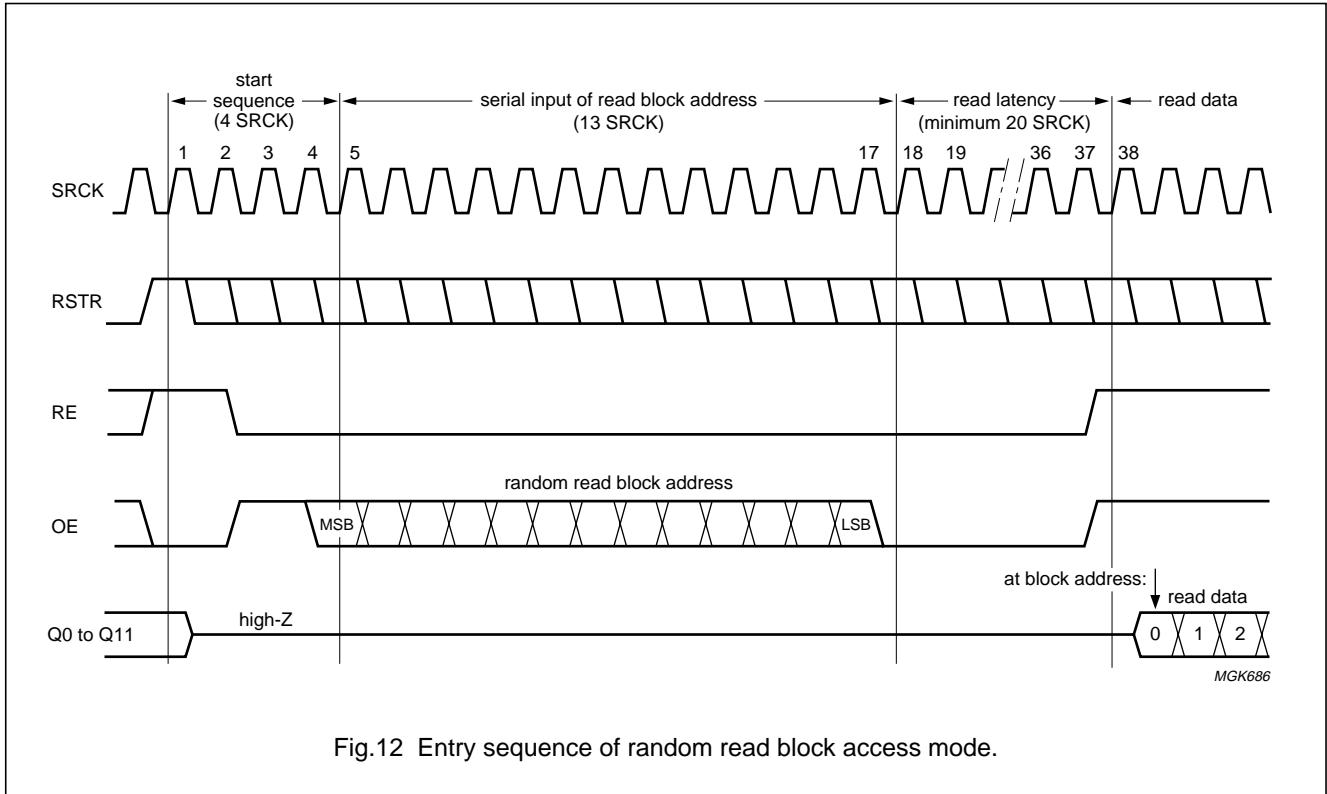 start
sequence
(4 SRCK)
serial input of read block address
(13 SRCK)
read latency
(minimum 20 SRCK)
read data
1 2 3 4 5 17 18 19 36 37 38
SRCK
RSTR
RE
random read block address
OE
MSB
LSB
at block address:
read data
high-Z
Q0 to Q11
0 1 2
MGK686
Fig.12 Entry sequence of random read block access mode.